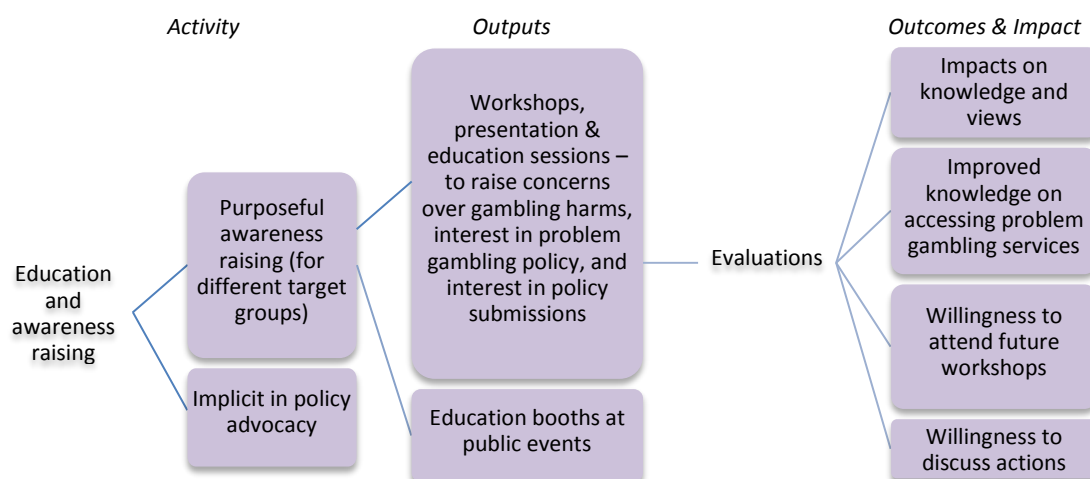 Activity
Outputs
Outcomes & Impact
Education
and
awareness
raising
Purposeful
awareness
raising (for
different target
groups)
Implicit in policy
advocacy
Workshops,
presentation &
education sessions –
to raise concerns
over gambling harms,
interest in problem
gambling policy, and
interest in policy
submissions
Education booths at
public events
Evaluations
Impacts on
knowledge and
views
Improved
knowledge on
accessing problem
gambling services
Willingness to
attend future
workshops
Willingness to
discuss actions